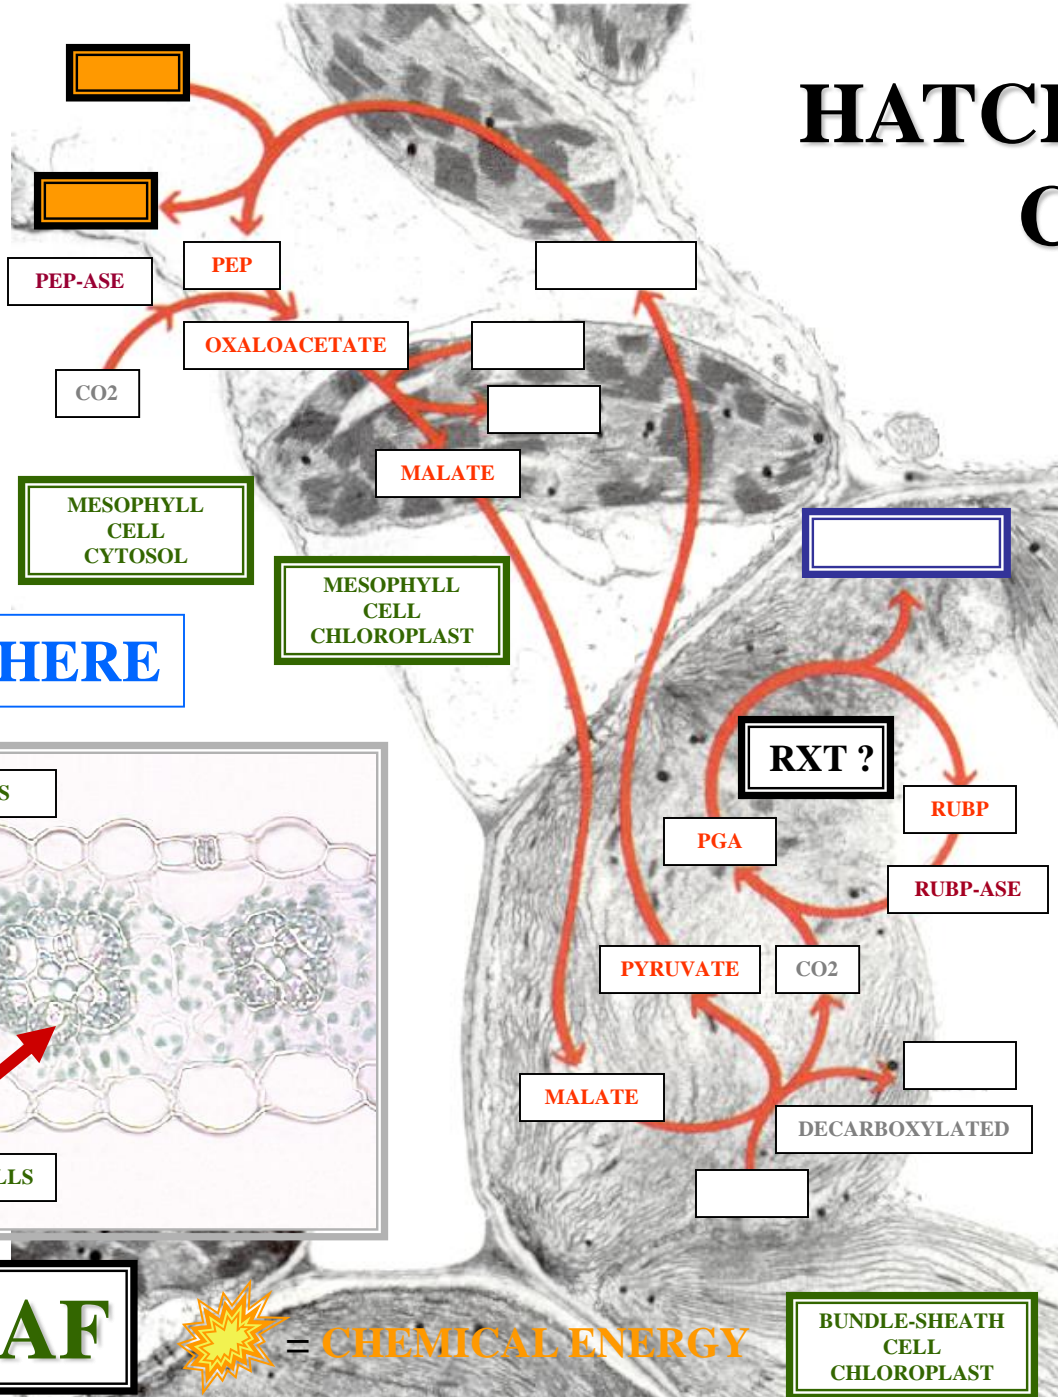 HATCH
C
PEP-ASE
PEP
OXALOACETATE
CO2
MALATE
MESOPHYLL
CELL
CYTOSOL
MESOPHYLL
CELL
CHLOROPLAST
HERE
RXT ?
S
RUBP
PGA
RUBP-ASE
PYRUVATE
CO2
MALATE
DECARBOXYLATED
LLS
AF
= CHEMICAL ENERGY
BUNDLE-SHEATH
CELL
CHLOROPLAST